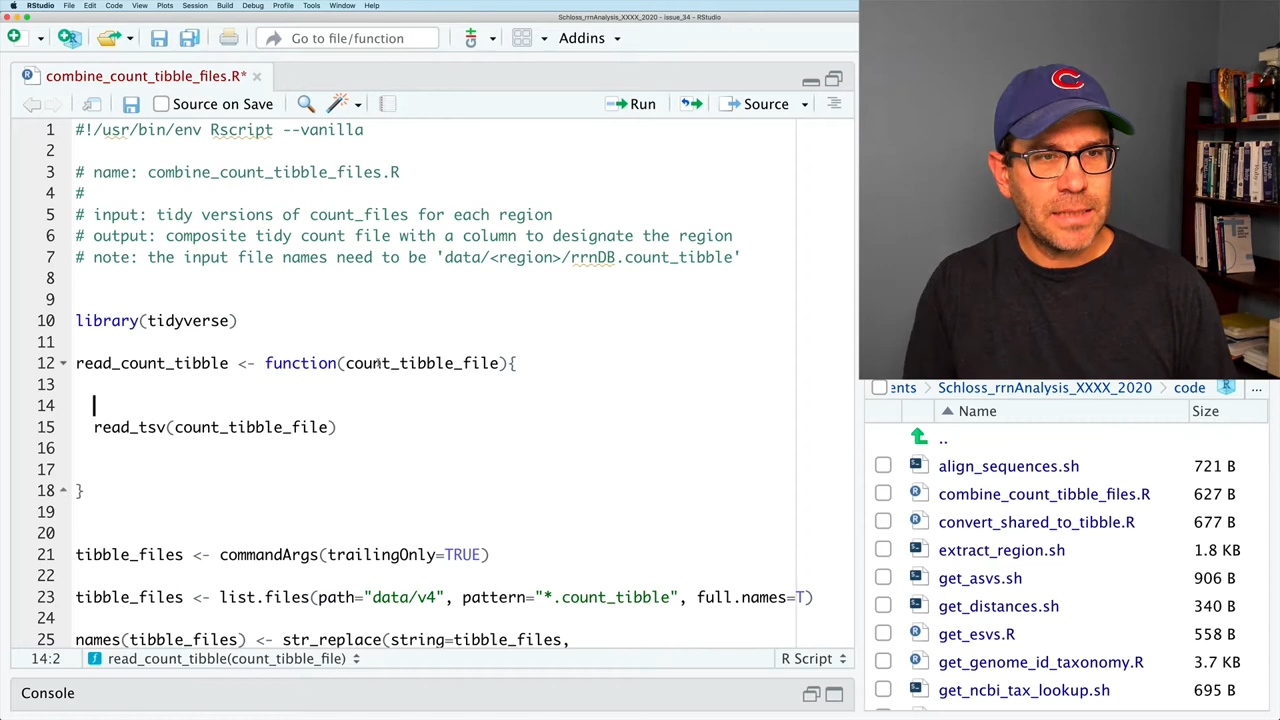 RStudio File Edit Code View Plots Session Build Debug Profile Tools Window Help
Schloss_rrnAnalysis_XXXX_2020 - issue_34 - RStudio
Go to file/function Addins
combine_count_tibble_files.R*
Source on Save Run Source
1 #!/usr/bin/env Rscript --vanilla
2
3 # name: combine_count_tibble_files.R
4 #
5 # input: tidy versions of count_files for each region
6 # output: composite tidy count file with a column to designate the region
7 # note: the input file names need to be 'data/<region>/rrnDB.count_tibble'
8
9
10 library(tidyverse)
11
12 read_count_tibble <- function(count_tibble_file){
13
14
15 read_tsv(count_tibble_file)
16
17
18 }
19
20
21 tibble_files <- commandArgs(trailingOnly=TRUE)
22
23 tibble_files <- list.files(path="data/v4", pattern="*.count_tibble", full.names=T)
24
25 names(tibble_files) <- str_replace(string=tibble_files,
14:2 read_count_tibble(count_tibble_file) R Script
Console
C
ents Schloss_rrnAnalysis_XXXX_2020 code ...
Name Size
..
align_sequences.sh 721 B
combine_count_tibble_files.R 627 B
convert_shared_to_tibble.R 677 B
extract_region.sh 1.8 KB
get_asvs.sh 906 B
get_distances.sh 340 B
get_esvs.R 558 B
get_genome_id_taxonomy.R 3.7 KB
get_ncbi_tax_lookup.sh 695 B